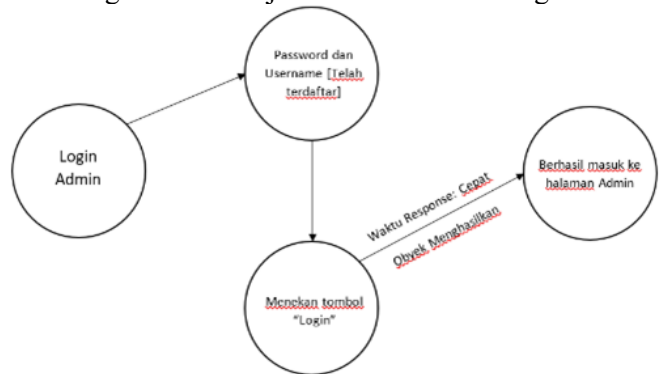 Password dan
Username [Telah
terdaftar]
Login
Admin
Berhasil masuk ke
halaman Admin
Waktu Response: Cepat
Obyek Menghasilkan
Menekan tombol
"Login"